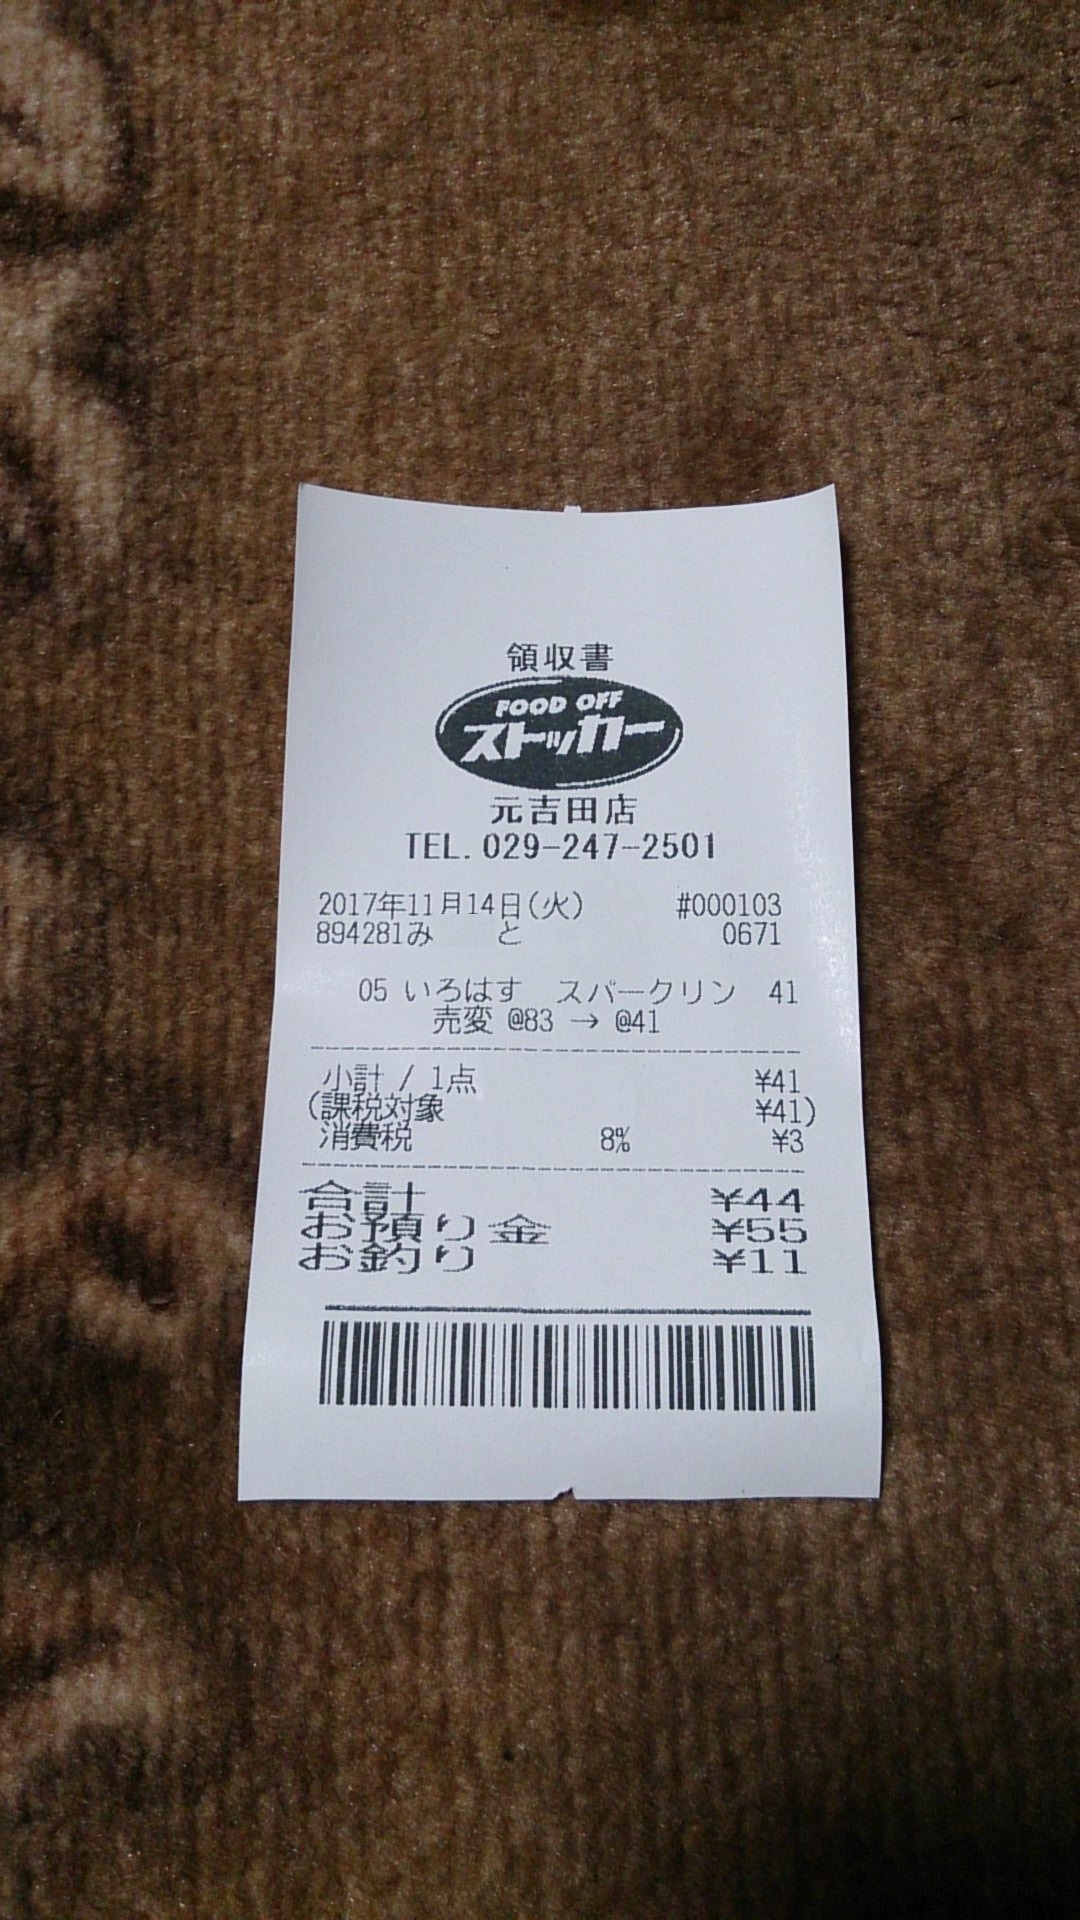 領収書
FOOD OFF
ストッカー
元吉田店
TEL. 029-247-2501
2017年11月14日(火) #000103
894281み と 0671
05 いろはす スパークリン 41
売変 @83 → @41
小計 / 1点 ¥41
(課税対象 ¥41)
消費税 8% ¥3
合計 ¥44
お預り金 ¥55
お釣り ¥11